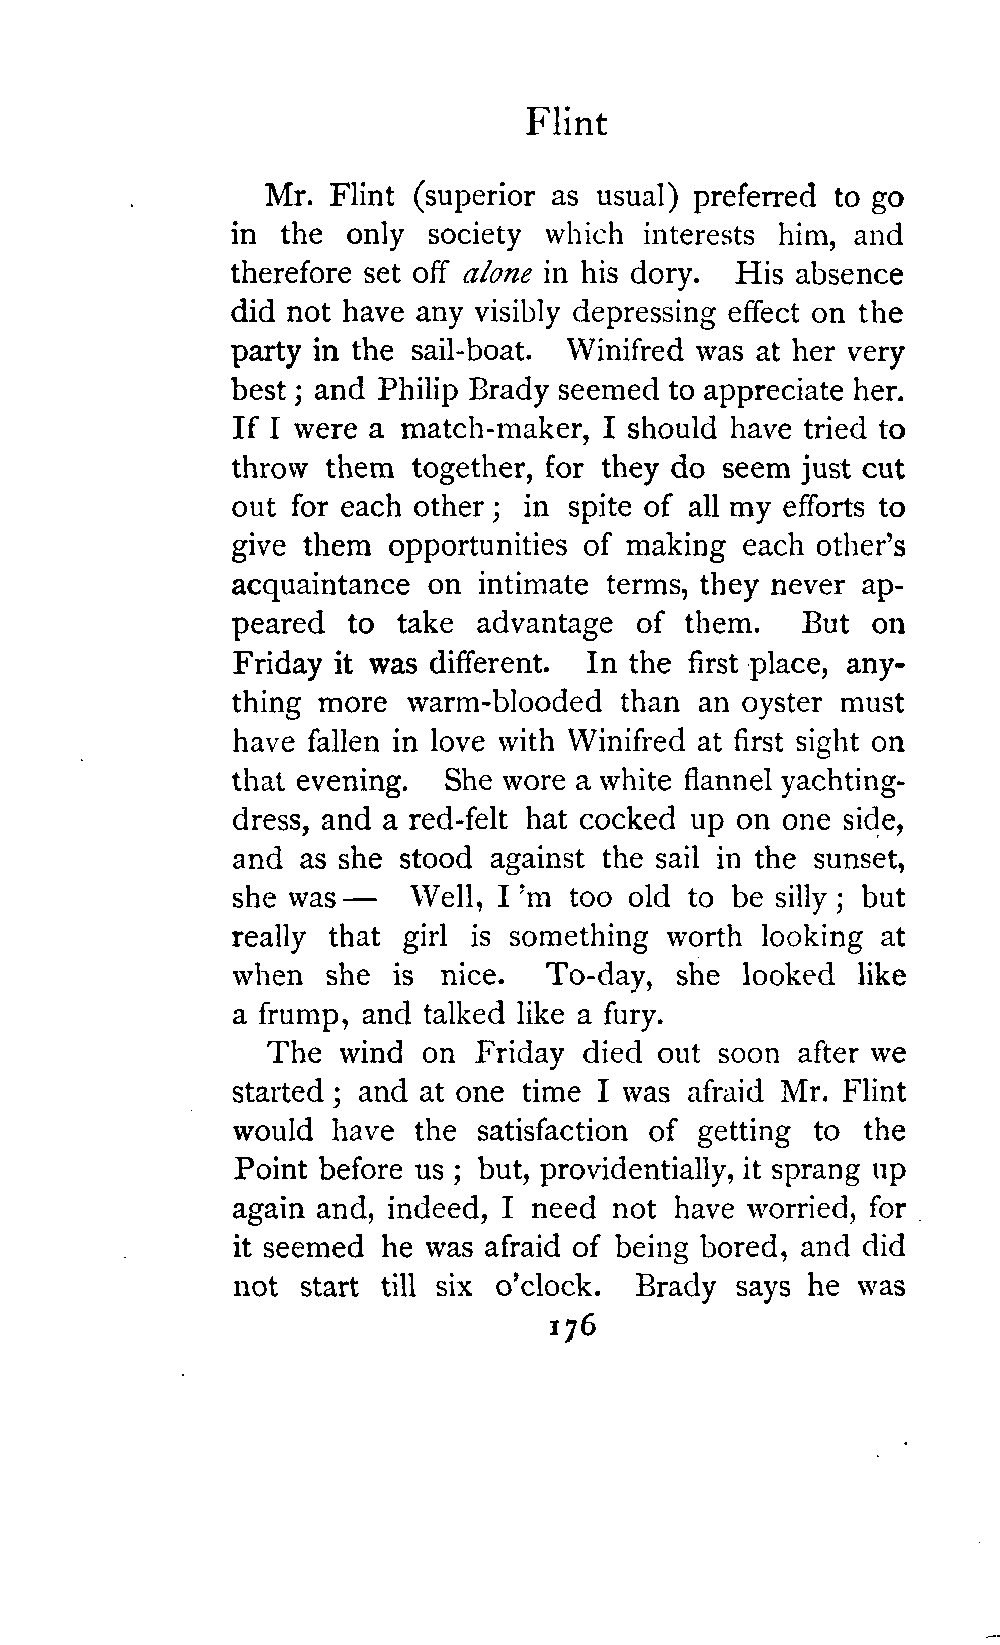 Flint
Mr. Flint (superior as usual) preferred to go
in the only society which interests him, and
therefore set off alone in his dory. His absence
did not have any visibly depressing effect on the
party in the sail-boat. Winifred was at her very
best; and Philip Brady seemed to appreciate her.
If I were a match-maker, I should have tried to
throw them together, for they do seem just cut
out for each other; in spite of all my efforts to
give them opportunities of making each other's
acquaintance on intimate terms, they never ap-
peared to take advantage of them. But on
Friday it was different. In the first place, any-
thing more warm-blooded than an oyster must
have fallen in love with Winifred at first sight on
that evening. She wore a white flannel yachting-
dress, and a red-felt hat cocked up on one side,
and as she stood against the sail in the sunset,
she was— Well, I 'm too old to be silly; but
really that girl is something worth looking at
when she is nice. To-day, she looked like
a frump, and talked like a fury.
The wind on Friday died out soon after we
started; and at one time I was afraid Mr. Flint
would have the satisfaction of getting to the
Point before us; but, providentially, it sprang up
again and, indeed, I need not have worried, for
it seemed he was afraid of being bored, and did
not start till six o'clock. Brady says he was
176